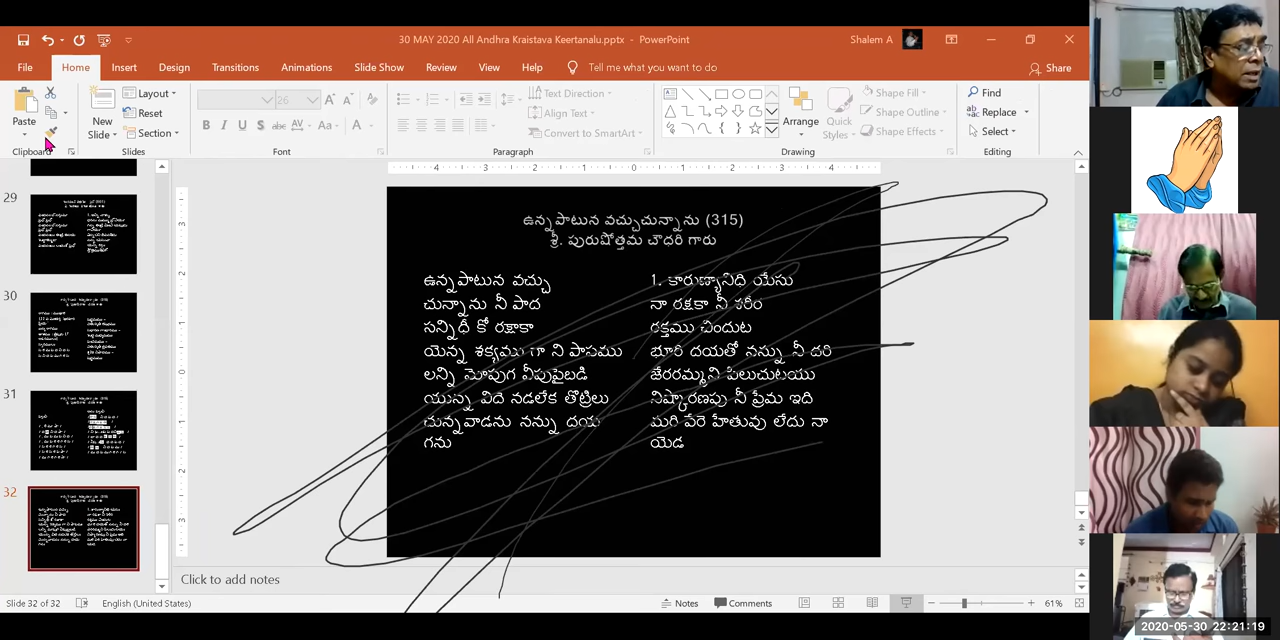 30 MAY 2020 All Andhra Kraistava Keertanalu.pptx - PowerPoint
Shalem A
File Home Insert Design Transitions Animations Slide Show Review View Help Tell me what you want to do Share
Paste
New Slide
Layout
Reset
Section
26
Text Direction
Align Text
Convert to SmartArt
Arrange
Quick Styles
Shape Fill
Shape Outline
Shape Effects
Find
Replace
Select
Clipboard Slides Font Paragraph Drawing Editing
29
30
31
32
ఉన్నపాటున వచ్చుచున్నాను (315)
శ్రీ. పురుషోత్తమ చౌదరి గారు
ఉన్నపాటున వచ్చు
చున్నాను నీ పాద
సన్నిధి కో రక్షాకా
యెన్న శక్యము గా ని పాపము
లన్ని మోపుగ వీపుపైబడి
యున్న విదె నడలేక తొట్రిలు
చున్నవాడను నన్ను దయ
గను
1. కారుణ్యానిధి యేసు
నా రక్షకా నీ శరీర
రక్తము చిందుట
భూరి దయతో నన్ను నీ దరి
జేరరమ్మని పిలుచుటయు
నిష్కారణపు నీ ప్రేమ ఇది
మరి వేరె హేతువు లేదు నా
యెడ
Click to add notes
Slide 32 of 32 English (United States) Notes Comments 61%
2020-05-30 22:21:19